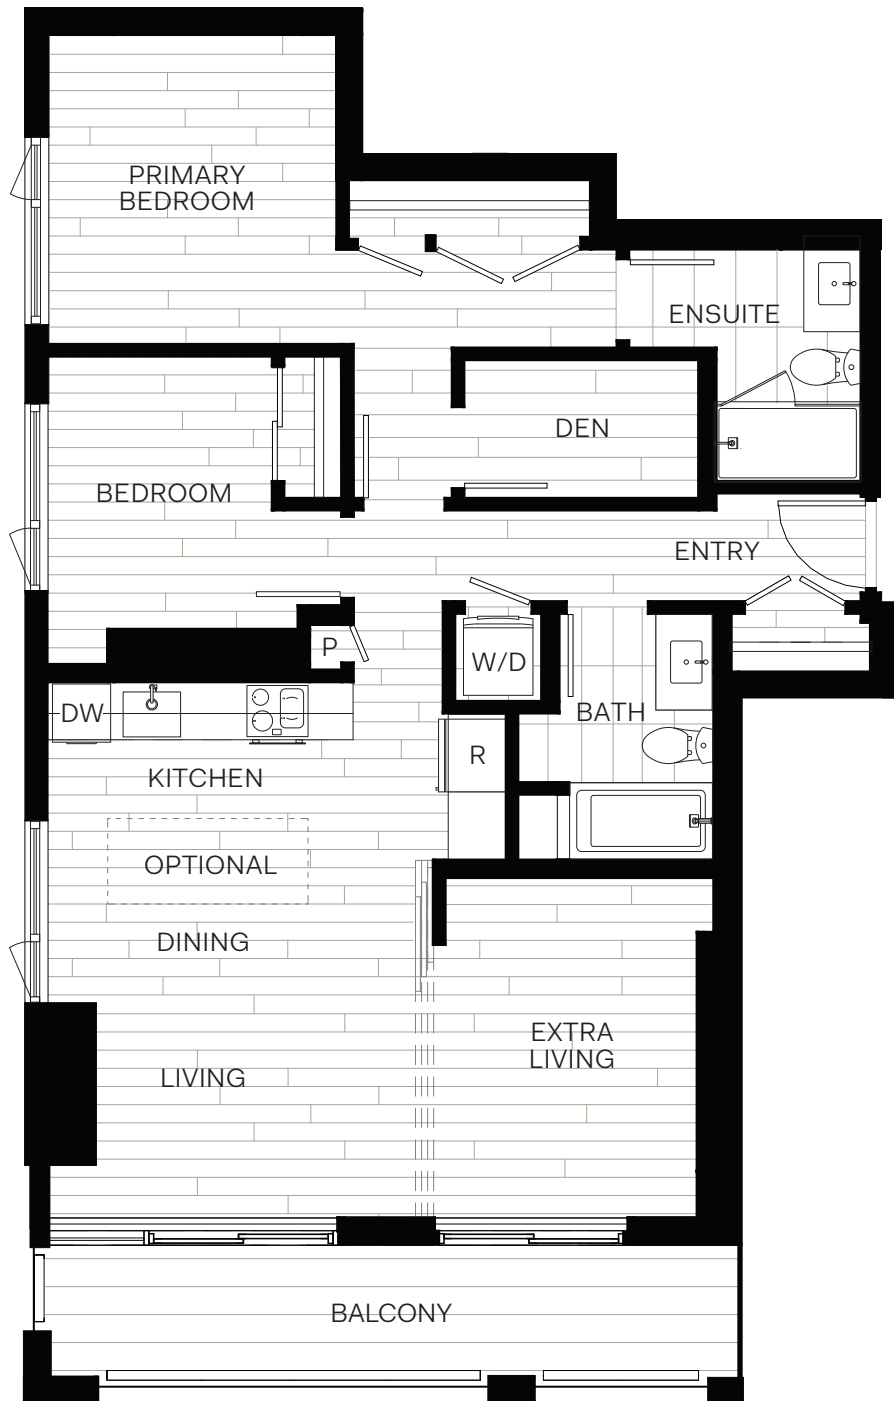 PRIMARY
BEDROOM
ENSUITE
DEN
BEDROOM
ENTRY
P
W/D
DW
BATH
R
KITCHEN
OPTIONAL
DINING
EXTRA
LIVING
LIVING
BALCONY